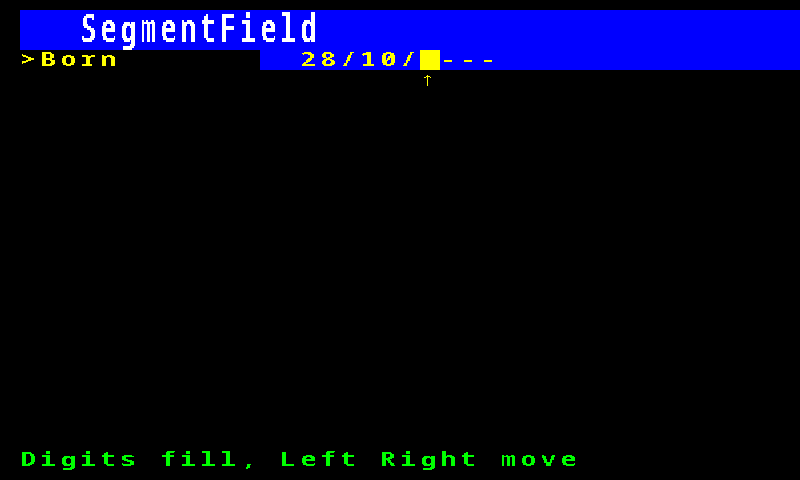 SegmentField
>Born 28/10/ ---
↑
Digits fill, Left Right move